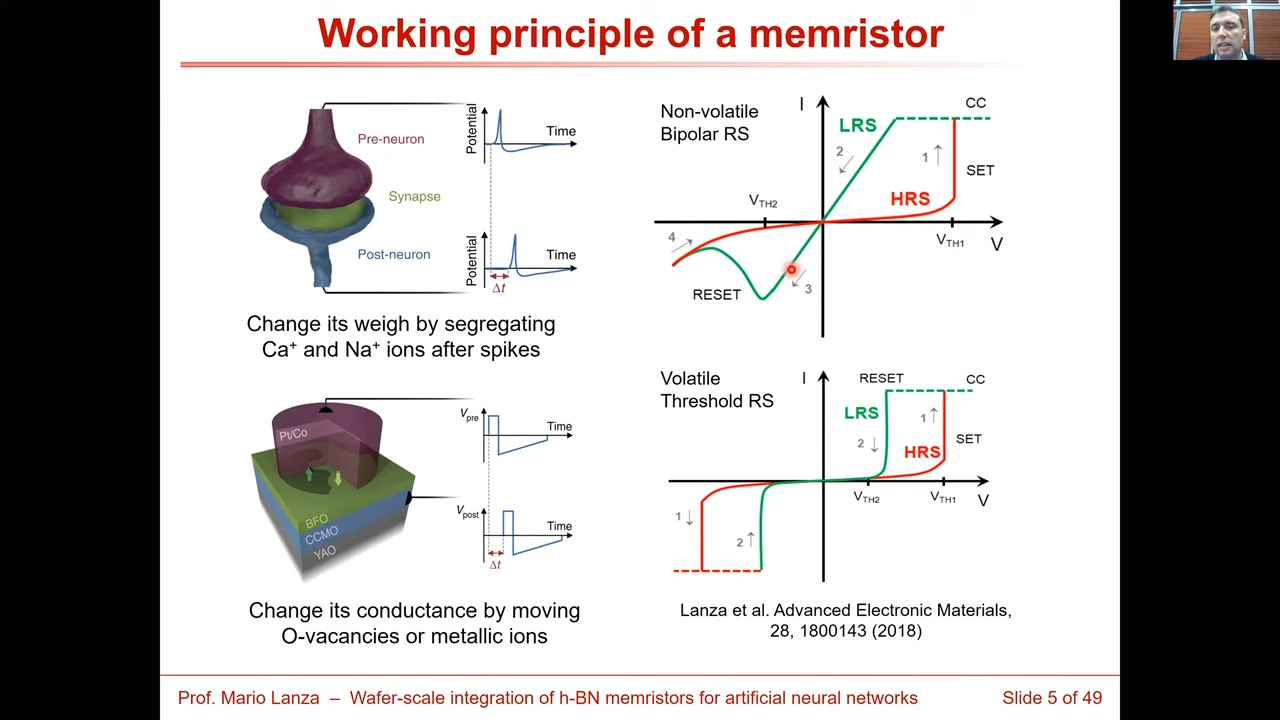 Working principle of a memristor
Pre-neuron
Synapse
Post-neuron
Potential
Time
Potential
Time
Δt
Change its weigh by segregating
Ca⁺ and Na⁺ ions after spikes
Pt/Co
BFO
CCMO
YAO
Vpre
Time
Vpost
Time
Δt
Change its conductance by moving
O-vacancies or metallic ions
Non-volatile
Bipolar RS
I
CC
LRS
2
1
SET
HRS
VTH2
VTH1
V
4
RESET
3
Volatile
Threshold RS
I
RESET
CC
LRS
1
2
SET
HRS
VTH2
VTH1
V
1
2
Lanza et al. Advanced Electronic Materials,
28, 1800143 (2018)
Prof. Mario Lanza – Wafer-scale integration of h-BN memristors for artificial neural networks
Slide 5 of 49